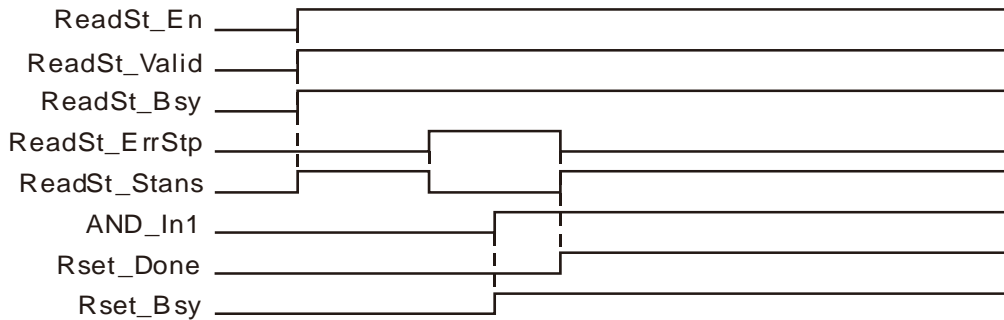 ReadSt_En
ReadSt_Valid
ReadSt_Bsy
ReadSt_ErrStp
ReadSt_Stans
AND_In1
Rset_Done
Rset_Bsy